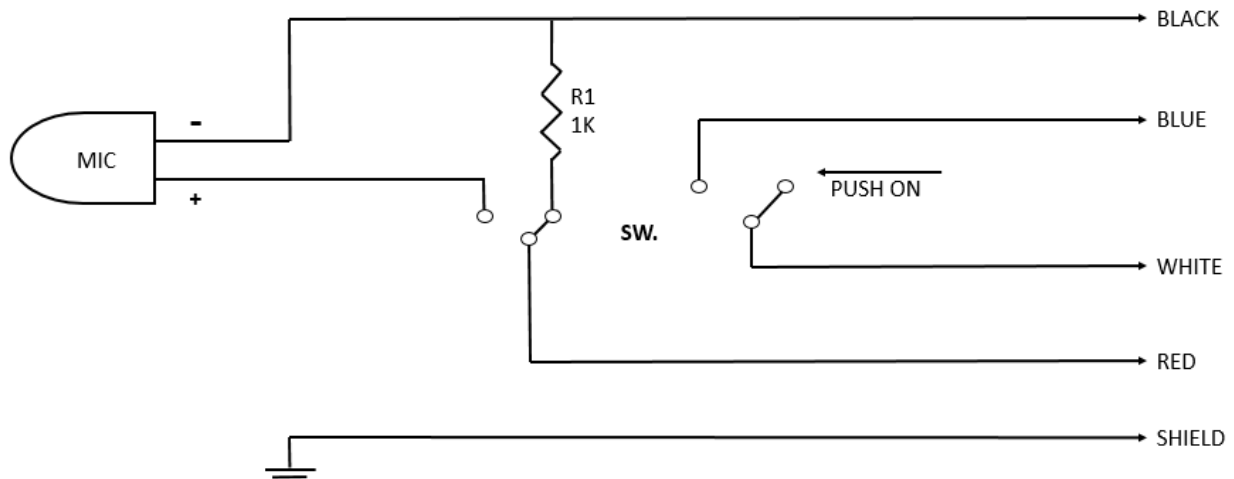 BLACK
-
R1
1K
BLUE
MIC
+
PUSH ON
SW.
WHITE
RED
SHIELD